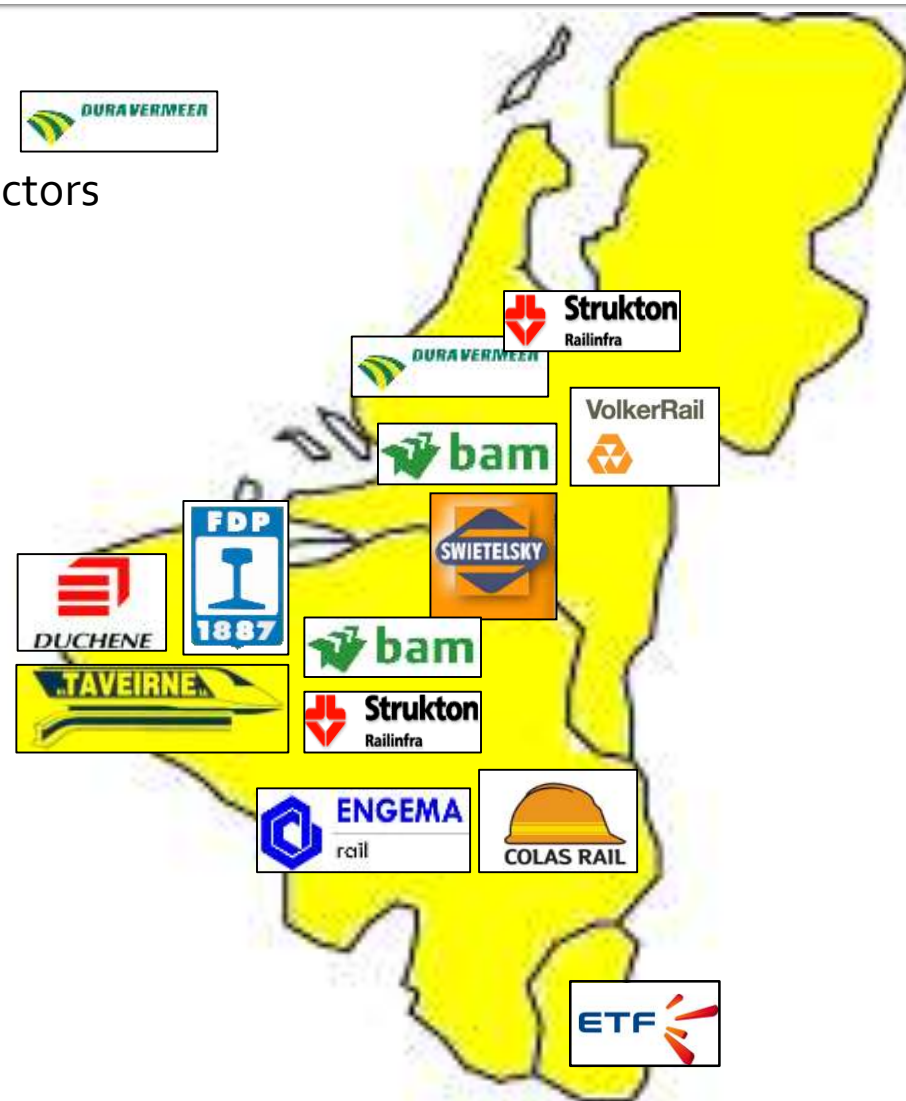 DURAVERMEER
ctors
Strukton
Railinfra
DURAVERMEER
VolkerRail
bam
FDP
1887
SWIETELSKY
DUCHENE
bam
TAVEIRNE
Strukton
Railinfra
ENGEMA
rail
COLAS RAIL
ETF